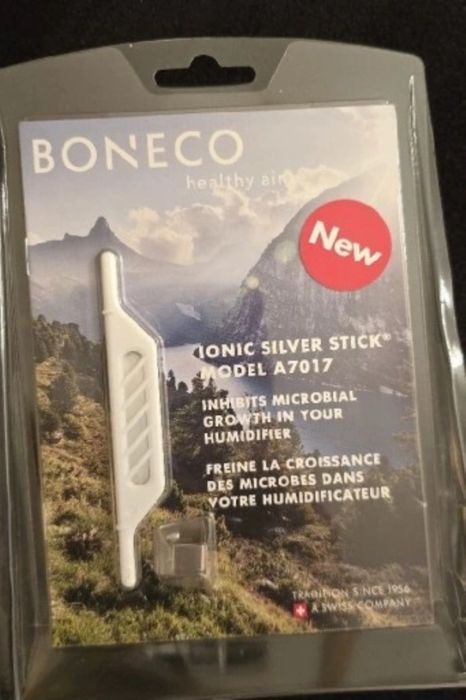 BONECO
healthy air
New
IONIC SILVER STICK®
MODEL A7017
INHIBITS MICROBIAL
GROWTH IN YOUR
HUMIDIFIER
FREINE LA CROISSANCE
DES MICROBES DANS
VOTRE HUMIDIFICATEUR
TRADITION SINCE 1956
A SWISS COMPANY